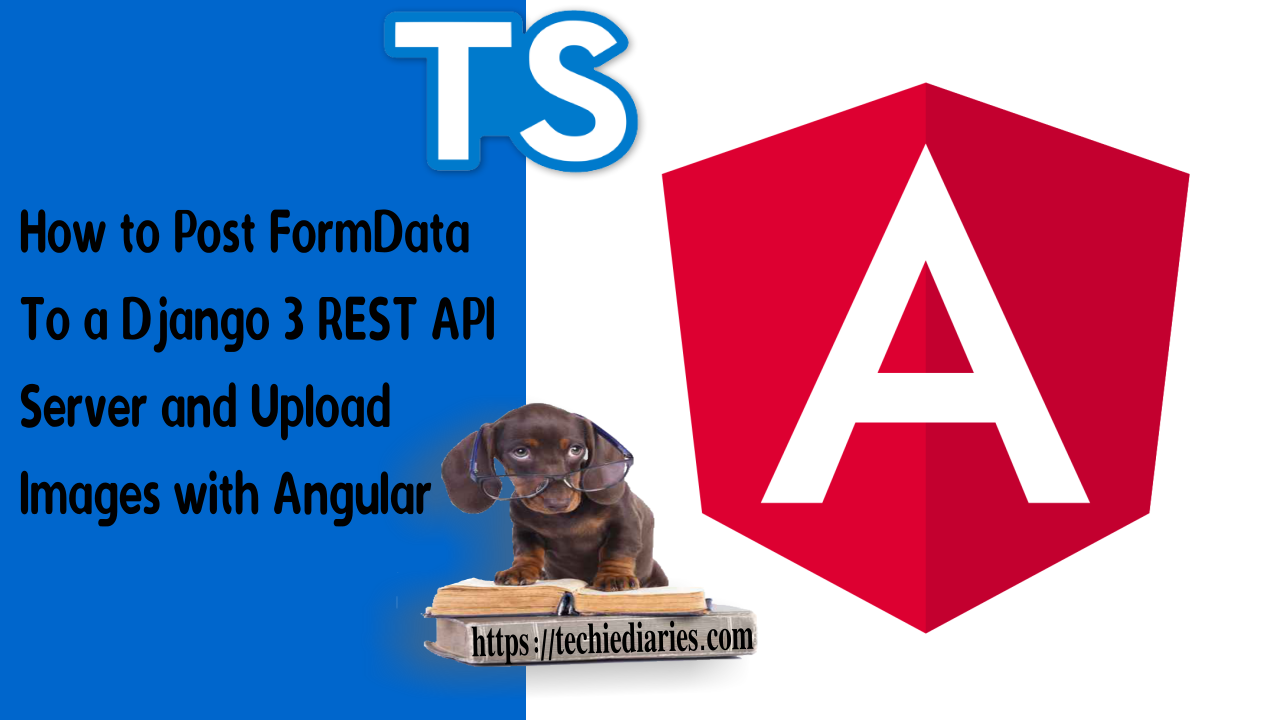 TS
How to Post FormData
To a Django 3 REST API
Server and Upload
Images with Angular
A
https://techiediaries.com